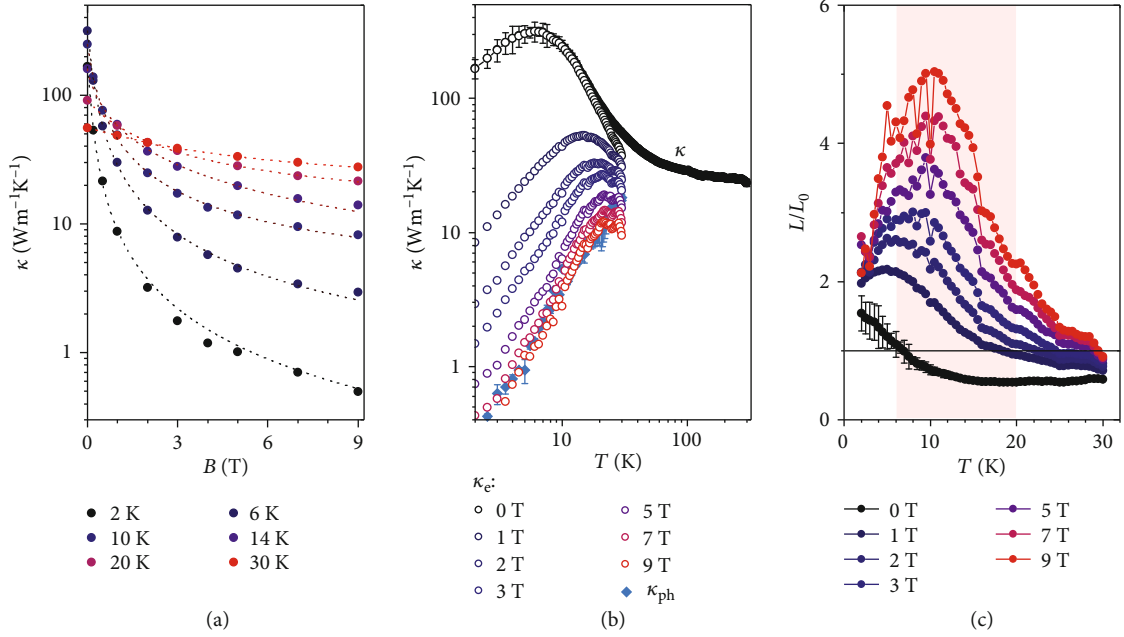 100
10
1
κ (Wm⁻¹K⁻¹)
0 3 6 9
B (T)
2 K 6 K
10 K 14 K
20 K 30 K
(a)
100
10
1
κ (Wm⁻¹K⁻¹)
κ
10 100
T (K)
κe:
0 T 5 T
1 T 7 T
2 T 9 T
3 T κph
(b)
6
4
2
0
L/L0
0 10 20 30
T (K)
0 T 5 T
1 T 7 T
2 T 9 T
3 T
(c)